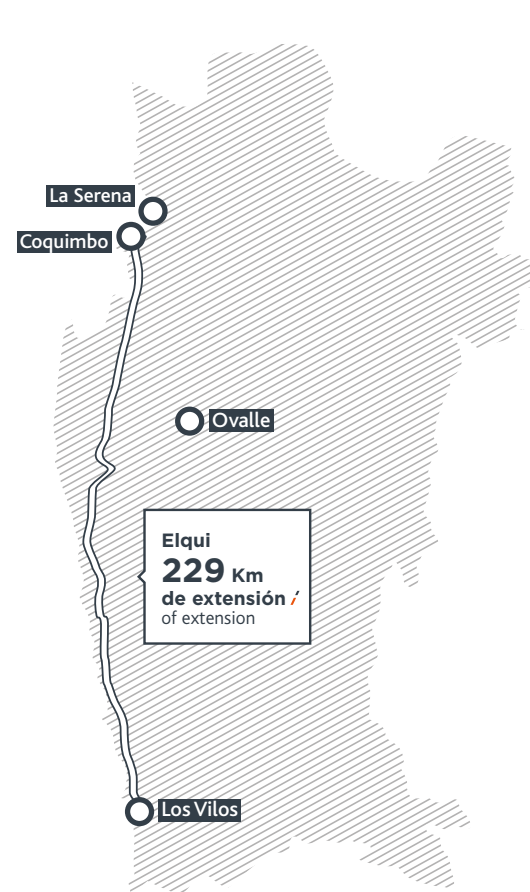 La Serena
Coquimbo
Ovalle
Elqui
229 Km
de extensión
of extension
Los Vilos